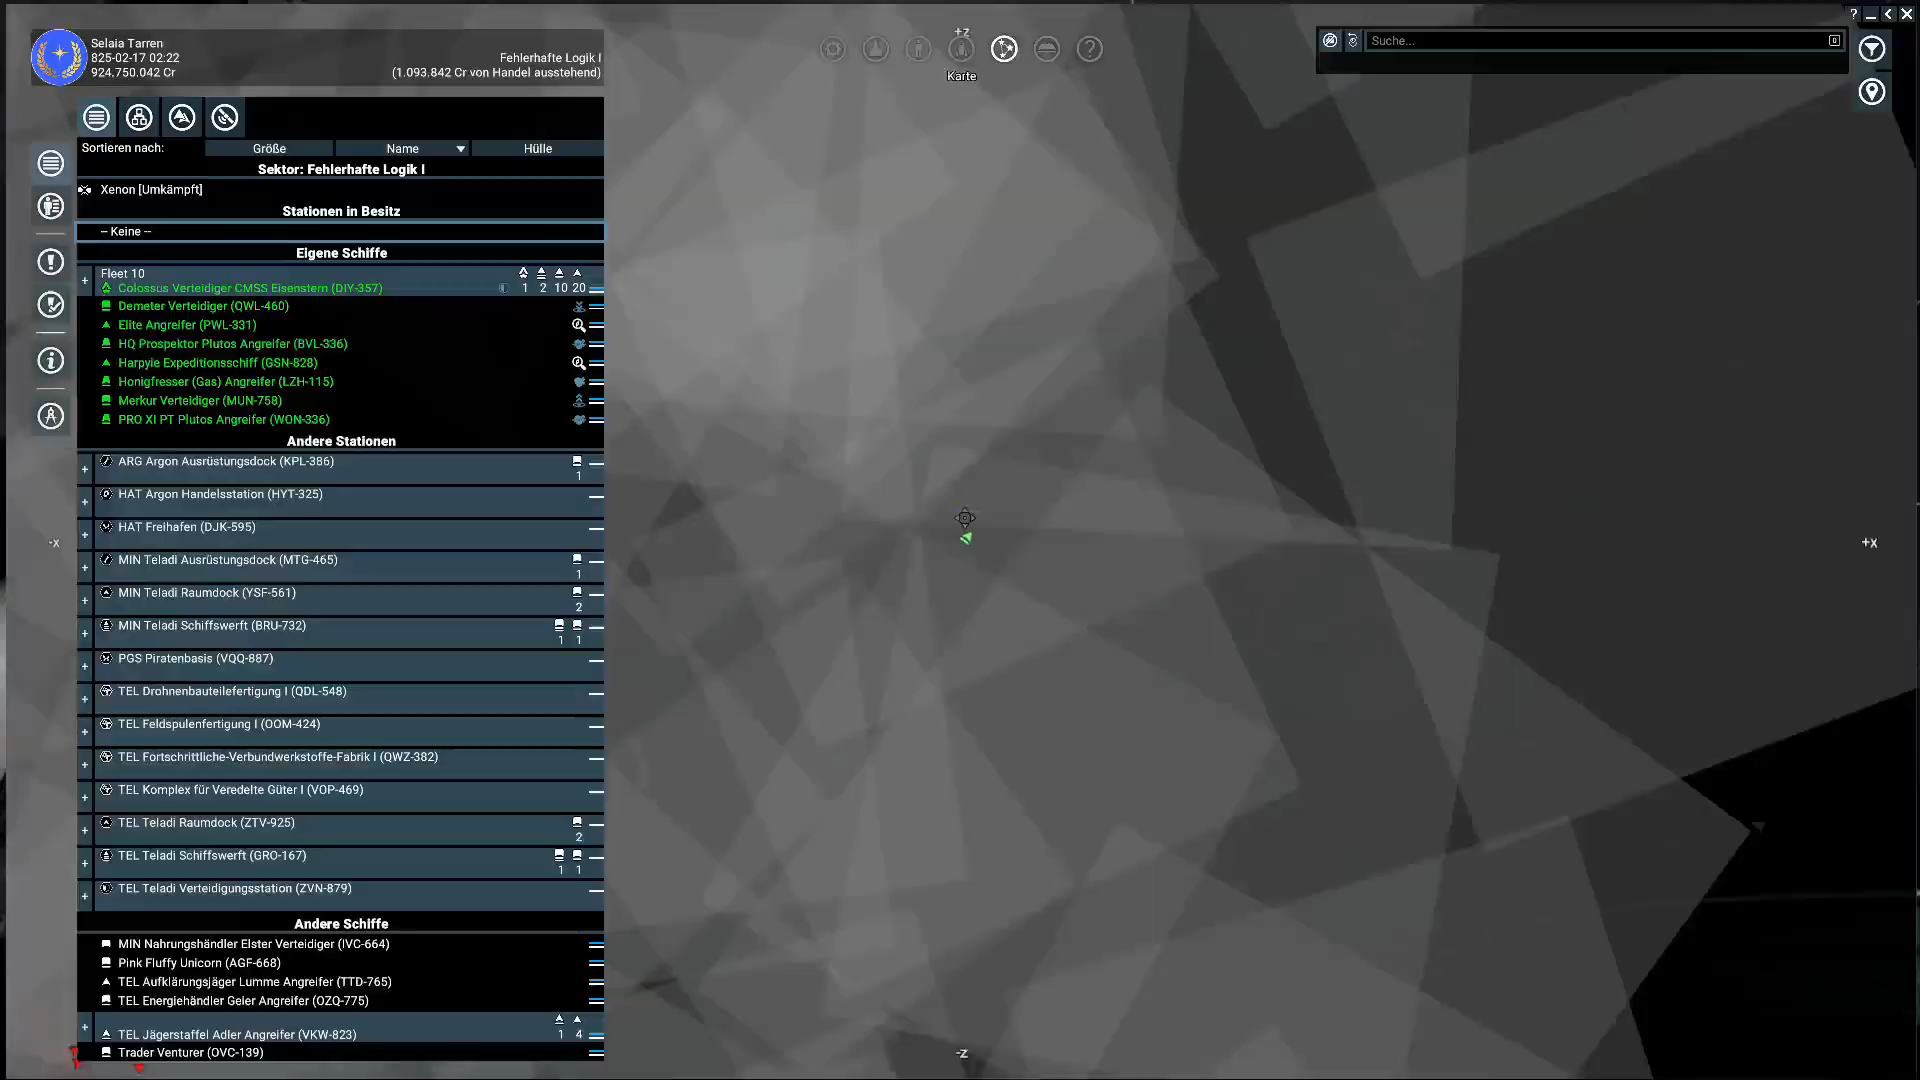 Selaia Tarren
825-02-17 02:22
924.750.042 Cr
Fehlerhafte Logik I
(1.093.842 Cr von Handel ausstehend)
+Z
Karte
Suche...
Sortieren nach:
Größe
Name
Hülle
Sektor: Fehlerhafte Logik I
Xenon [Umkämpft]
Stationen in Besitz
-- Keine --
Eigene Schiffe
Fleet 10
Colossus Verteidiger CMSS Eisenstern (DIY-357)
1 2 10 20
Demeter Verteidiger (QWL-460)
Elite Angreifer (PWL-331)
HQ Prospektor Plutos Angreifer (BVL-336)
Harpyie Expeditionsschiff (GSN-828)
Honigfresser (Gas) Angreifer (LZH-115)
Merkur Verteidiger (MUN-758)
PRO XI PT Plutos Angreifer (WON-336)
Andere Stationen
ARG Argon Ausrüstungsdock (KPL-386)
1
HAT Argon Handelsstation (HYT-325)
HAT Freihafen (DJK-595)
MIN Teladi Ausrüstungsdock (MTG-465)
1
MIN Teladi Raumdock (YSF-561)
2
MIN Teladi Schiffswerft (BRU-732)
1 1
PGS Piratenbasis (VQQ-887)
TEL Drohnenbauteilefertigung I (QDL-548)
TEL Feldspulenfertigung I (OOM-424)
TEL Fortschrittliche-Verbundwerkstoffe-Fabrik I (QWZ-382)
TEL Komplex für Veredelte Güter I (VOP-469)
TEL Teladi Raumdock (ZTV-925)
2
TEL Teladi Schiffswerft (GRO-167)
1 1
TEL Teladi Verteidigungsstation (ZVN-879)
Andere Schiffe
MIN Nahrungshändler Elster Verteidiger (IVC-664)
Pink Fluffy Unicorn (AGF-668)
TEL Aufklärungsjäger Lumme Angreifer (TTD-765)
TEL Energiehändler Geier Angreifer (OZQ-775)
TEL Jägerstaffel Adler Angreifer (VKW-823)
1 4
Trader Venturer (OVC-139)
-X
+X
-Z